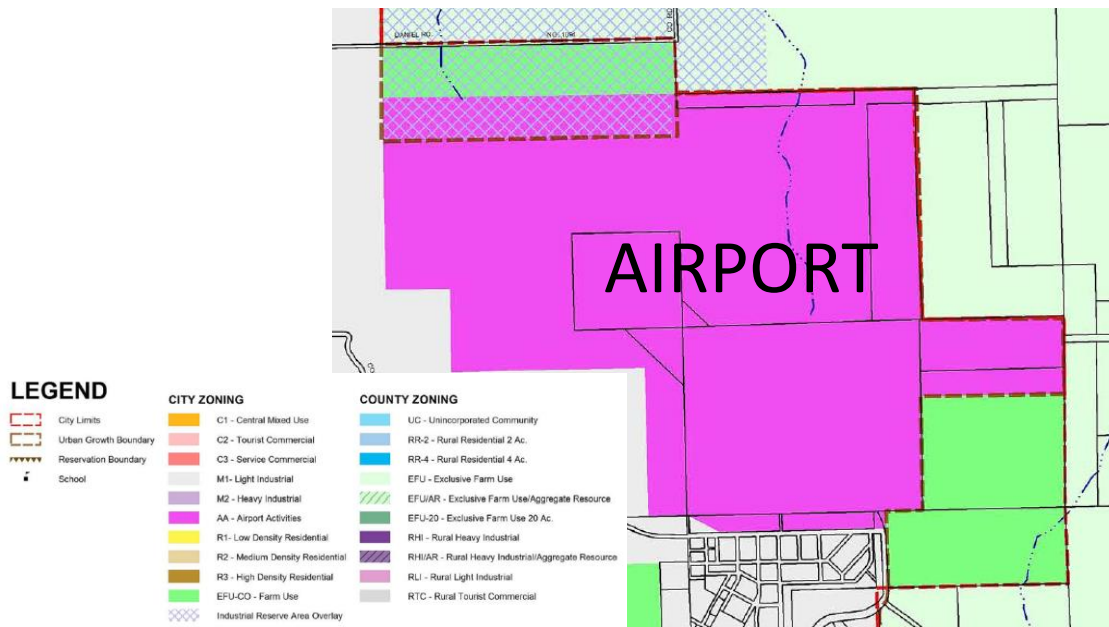 DANIEL RD.
NO. 1091
CO RD
AIRPORT
LEGEND
City Limits
Urban Growth Boundary
Reservation Boundary
School
CITY ZONING
C1 - Central Mixed Use
C2 - Tourist Commercial
C3 - Service Commercial
M1- Light Industrial
M2 - Heavy Industrial
AA - Airport Activities
R1- Low Density Residential
R2 - Medium Density Residential
R3 - High Density Residential
EFU-CO - Farm Use
Industrial Reserve Area Overlay
COUNTY ZONING
UC - Unincorporated Community
RR-2 - Rural Residential 2 Ac.
RR-4 - Rural Residential 4 Ac.
EFU - Exclusive Farm Use
EFU/AR - Exclusive Farm Use/Aggregate Resource
EFU-20 - Exclusive Farm Use 20 Ac.
RHI - Rural Heavy Industrial
RHI/AR - Rural Heavy Industrial/Aggregate Resource
RLI - Rural Light Industrial
RTC - Rural Tourist Commercial